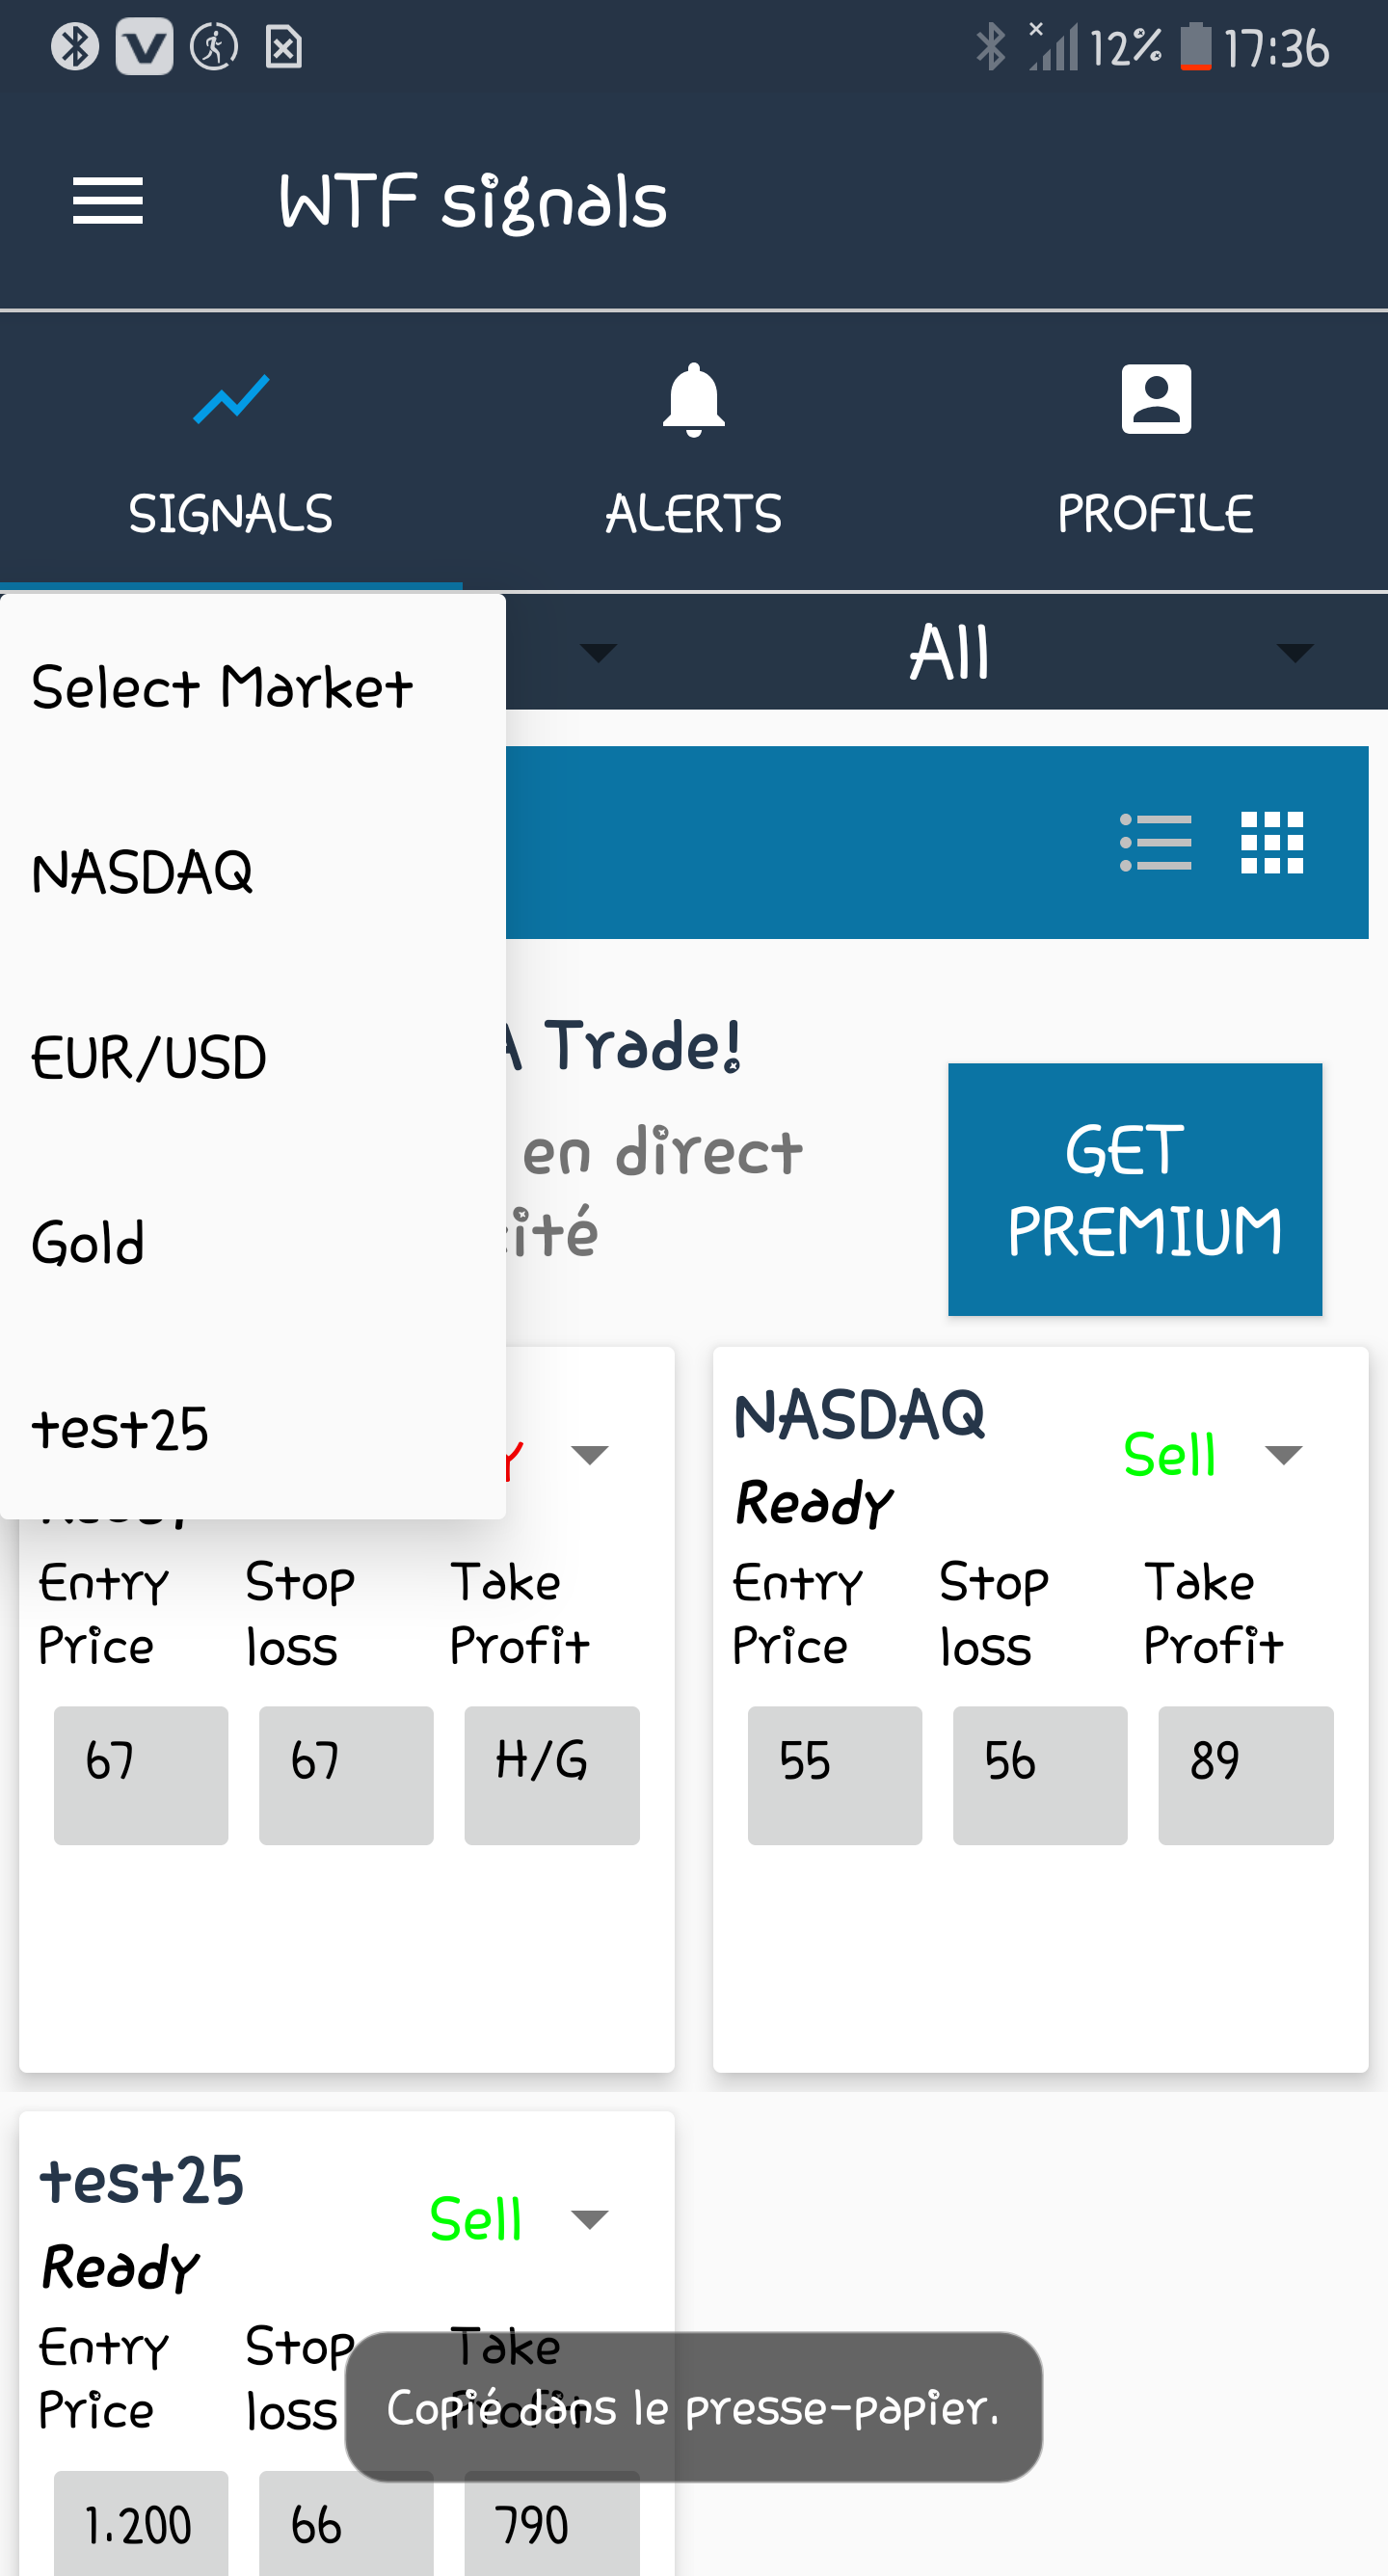 12% 17:36
WTF signals
SIGNALS ALERTS PROFILE
Select Market
All
NASDAQ
EUR/USD
Gold
test25
Trade!
en direct
GET
PREMIUM
NASDAQ
Sell
Ready
Entry Stop Take
Price loss Profit
67 67 H/G
Entry Stop Take
Price loss Profit
55 56 89
test25
Sell
Ready
Entry Stop Take
Price loss Profit
Copié dans le presse-papier.
1.200 66 790